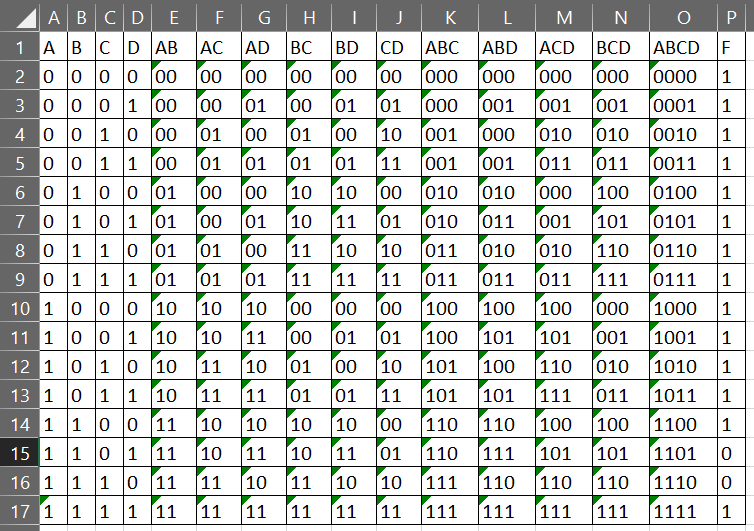 A B C D E F G H I J K L M N O P
1 A B C D AB AC AD BC BD CD ABC ABD ACD BCD ABCD F
2 0 0 0 0 00 00 00 00 00 00 000 000 000 000 0000 1
3 0 0 0 1 00 00 01 00 01 01 000 001 001 001 0001 1
4 0 0 1 0 00 01 00 01 00 10 001 000 010 010 0010 1
5 0 0 1 1 00 01 01 01 01 11 001 001 011 011 0011 1
6 0 1 0 0 01 00 00 10 10 00 010 010 000 100 0100 1
7 0 1 0 1 01 00 01 10 11 01 010 011 001 101 0101 1
8 0 1 1 0 01 01 00 11 10 10 011 010 010 110 0110 1
9 0 1 1 1 01 01 01 11 11 11 011 011 011 111 0111 1
10 1 0 0 0 10 10 10 00 00 00 100 100 100 000 1000 1
11 1 0 0 1 10 10 11 00 01 01 100 101 101 001 1001 1
12 1 0 1 0 10 11 10 01 00 10 101 100 110 010 1010 1
13 1 0 1 1 10 11 11 01 01 11 101 101 111 011 1011 1
14 1 1 0 0 11 10 10 10 10 00 110 110 100 100 1100 1
15 1 1 0 1 11 10 11 10 11 01 110 111 101 101 1101 0
16 1 1 1 0 11 11 10 11 10 10 111 110 110 110 1110 0
17 1 1 1 1 11 11 11 11 11 11 111 111 111 111 1111 1